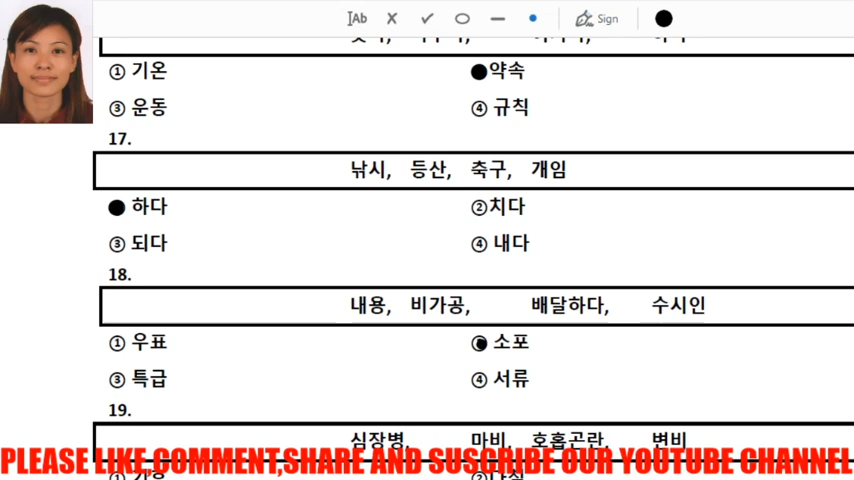 Ab Sign
① 기온 약속
③ 운동 ④ 규칙
17.
낚시, 등산, 축구, 개임
하다 ②치다
③ 되다 ④ 내다
18.
내용, 비가공, 배달하다, 수시인
① 우표 소포
③ 특급 ④ 서류
19.
심장병, 마비, 호흡곤란, 변비
PLEASE LIKE,COMMENT,SHARE AND SUSCRIBE OUR YOUTUBE CHANNEL